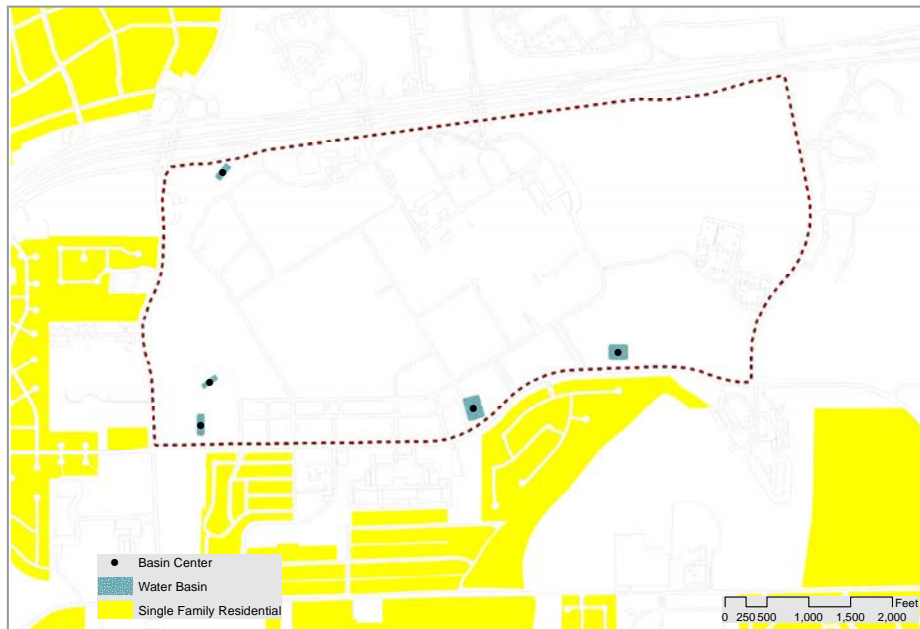 Basin Center
Water Basin
Single Family Residential
Feet
0 250 500 1,000 1,500 2,000